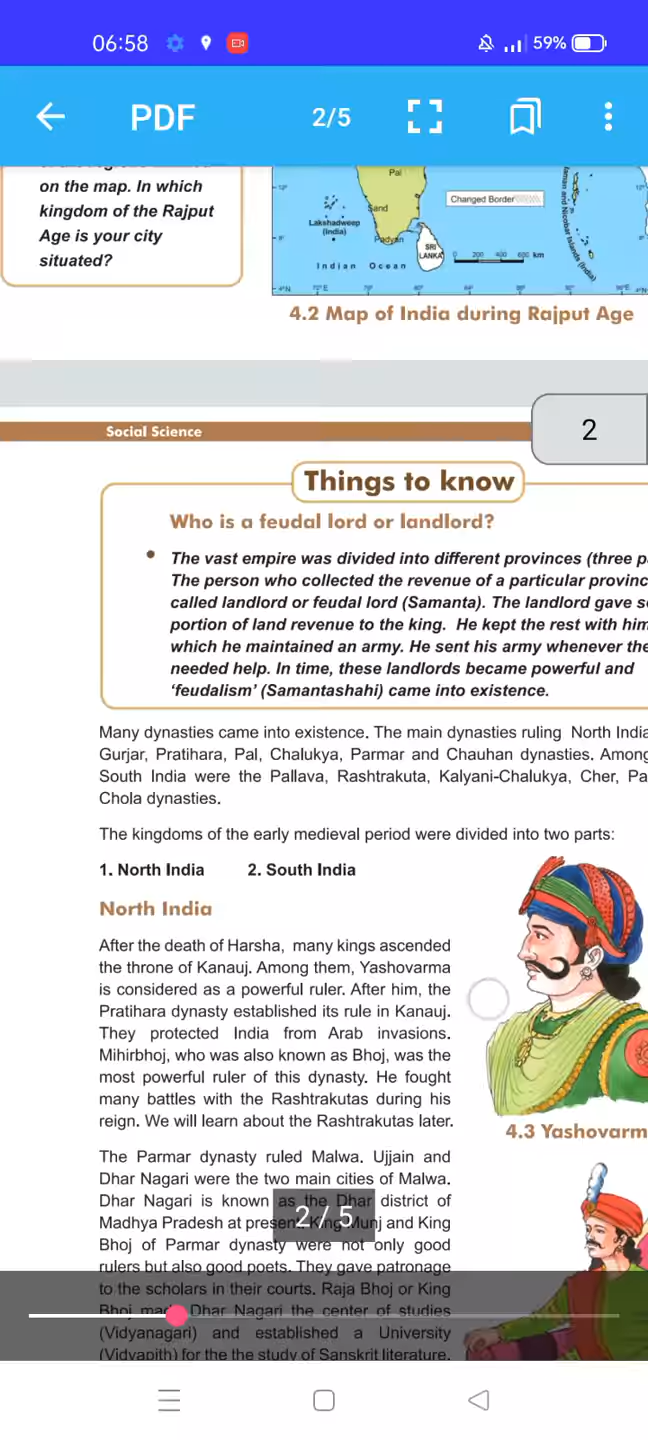 06:58
59%
PDF
2/5
on the map. In which
kingdom of the Rajput
Age is your city
situated?
Pal
Sand
Padyan
Lakshadweep
(India)
SRI
LANKA
Changed Border
0 200 400 600 km
Indian Ocean
Nicobar Islands (India)
4.2 Map of India during Rajput Age
Social Science
2
Things to know
Who is a feudal lord or landlord?
• The vast empire was divided into different provinces (three
The person who collected the revenue of a particular
called landlord or feudal lord (Samanta). The landlord gave
portion of land revenue to the king. He kept the rest with him
which he maintained an army. He sent his army whenever the
needed help. In time, these landlords became powerful and
‘feudalism’ (Samantashahi) came into existence.
Many dynasties came into existence. The main dynasties ruling North India
Gurjar, Pratihara, Pal, Chalukya, Parmar and Chauhan dynasties. Among
South India were the Pallava, Rashtrakuta, Kalyani-Chalukya, Cher,
Chola dynasties.
The kingdoms of the early medieval period were divided into two parts:
1. North India 2. South India
North India
After the death of Harsha, many kings ascended
the throne of Kanauj. Among them, Yashovarma
is considered as a powerful ruler. After him, the
Pratihara dynasty established its rule in Kanauj.
They protected India from Arab invasions.
Mihirbhoj, who was also known as Bhoj, was the
most powerful ruler of this dynasty. He fought
many battles with the Rashtrakutas during his
reign. We will learn about the Rashtrakutas later.
4.3 Yashovarm
The Parmar dynasty ruled Malwa. Ujjain and
Dhar Nagari were the two main cities of Malwa.
Dhar Nagari is known as the Dhar district of
Madhya Pradesh at present. King Munj and King
2 / 5
Bhoj of Parmar dynasty were not only good
rulers but also good poets. They gave patronage
to the scholars in their courts. Raja Bhoj or King
Bhoj Dhar Nagari the center of studies
(Vidyanagari) and established a University
(Vidyapith) for the the study of Sanskrit literature.